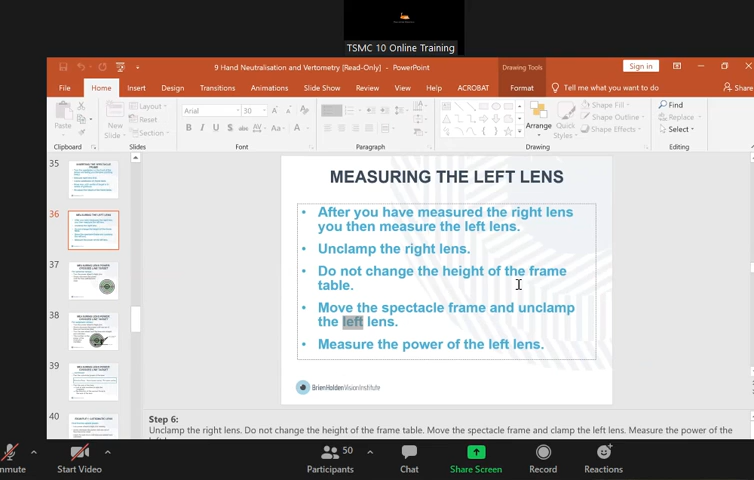 TSMC 10 Online Training
9 Hand Neutralisation and Vertometry [Read-Only] - PowerPoint
Drawing Tools
Sign in
File
Home
Insert
Design
Transitions
Animations
Slide Show
Review
View
Help
ACROBAT
Format
Tell me what you want to do
Share
Paste
New
Slide
Layout
Reset
Section
Arial
30
B I U S
Arrange
Quick
Styles
Shape Fill
Shape Outline
Shape Effects
Find
Replace
Select
Clipboard
Slides
Font
Paragraph
Drawing
Editing
35
36
37
38
39
40
MEASURING THE LEFT LENS
• After you have measured the right lens
you then measure the left lens.
• Unclamp the right lens.
• Do not change the height of the frame
table.
• Move the spectacle frame and unclamp
the left lens.
• Measure the power of the left lens.
Brien Holden Vision Institute
Step 6:
Unclamp the right lens. Do not change the height of the frame table. Move the spectacle frame and clamp the left lens. Measure the power of the
nmute
Start Video
50
Participants
Chat
Share Screen
Record
Reactions